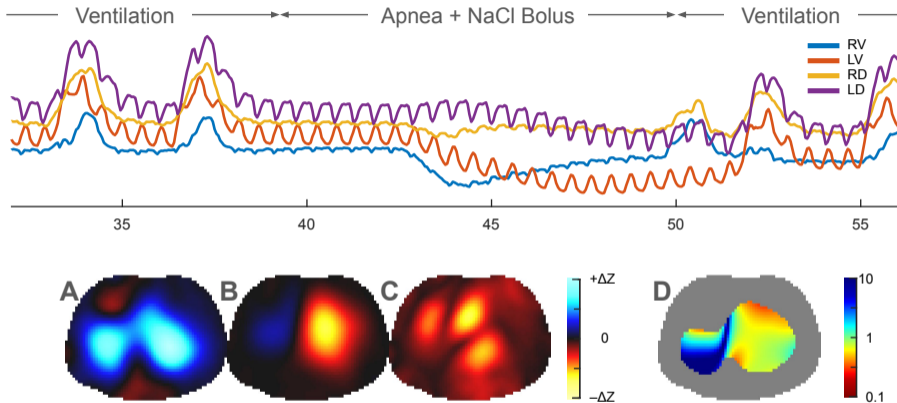 Ventilation Apnea + NaCl Bolus Ventilation
RV
LV
RD
LD
35 40 45 50 55
A B C D
+ΔZ
0
−ΔZ
10
1
0.1